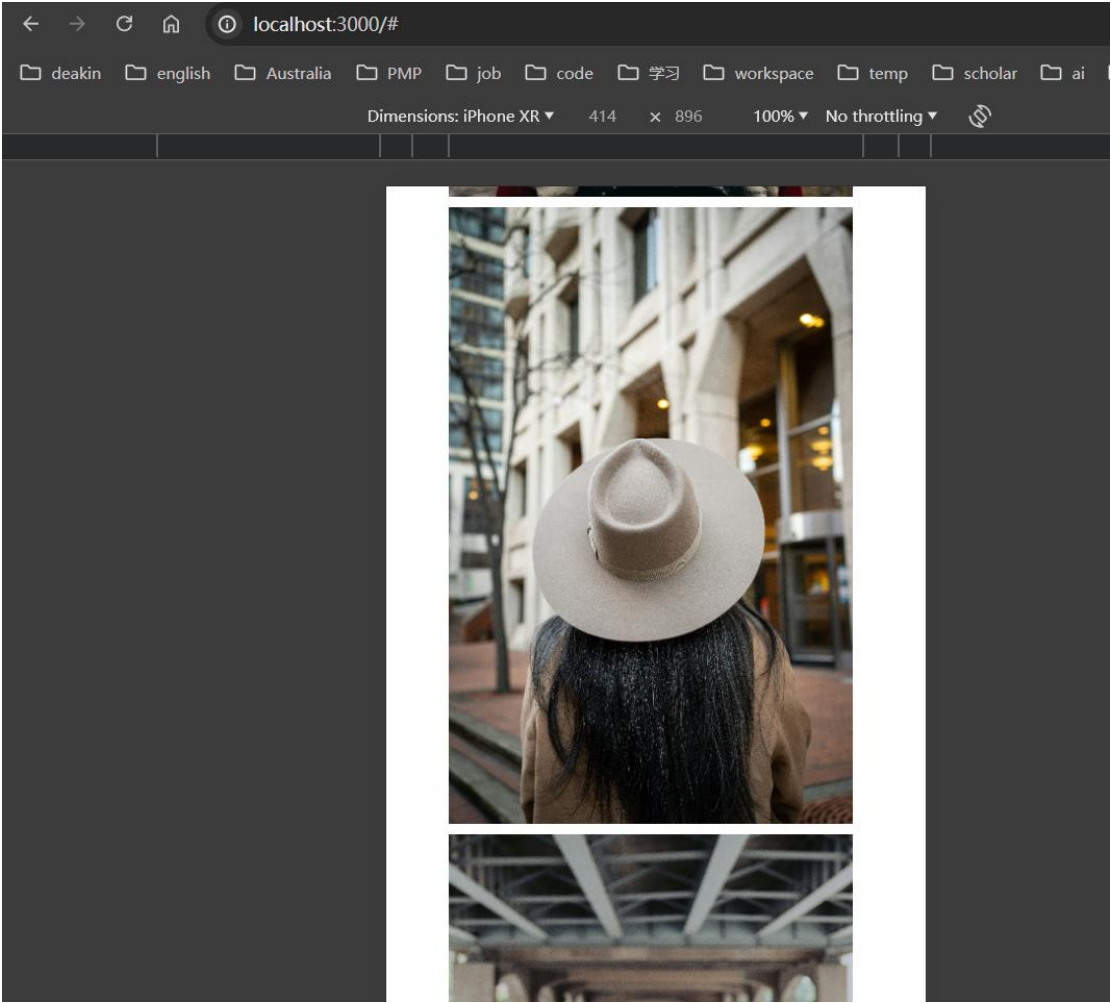 localhost:3000/#
deakin english Australia PMP job code 学习 workspace temp scholar ai
Dimensions: iPhone XR 414 × 896 100% No throttling